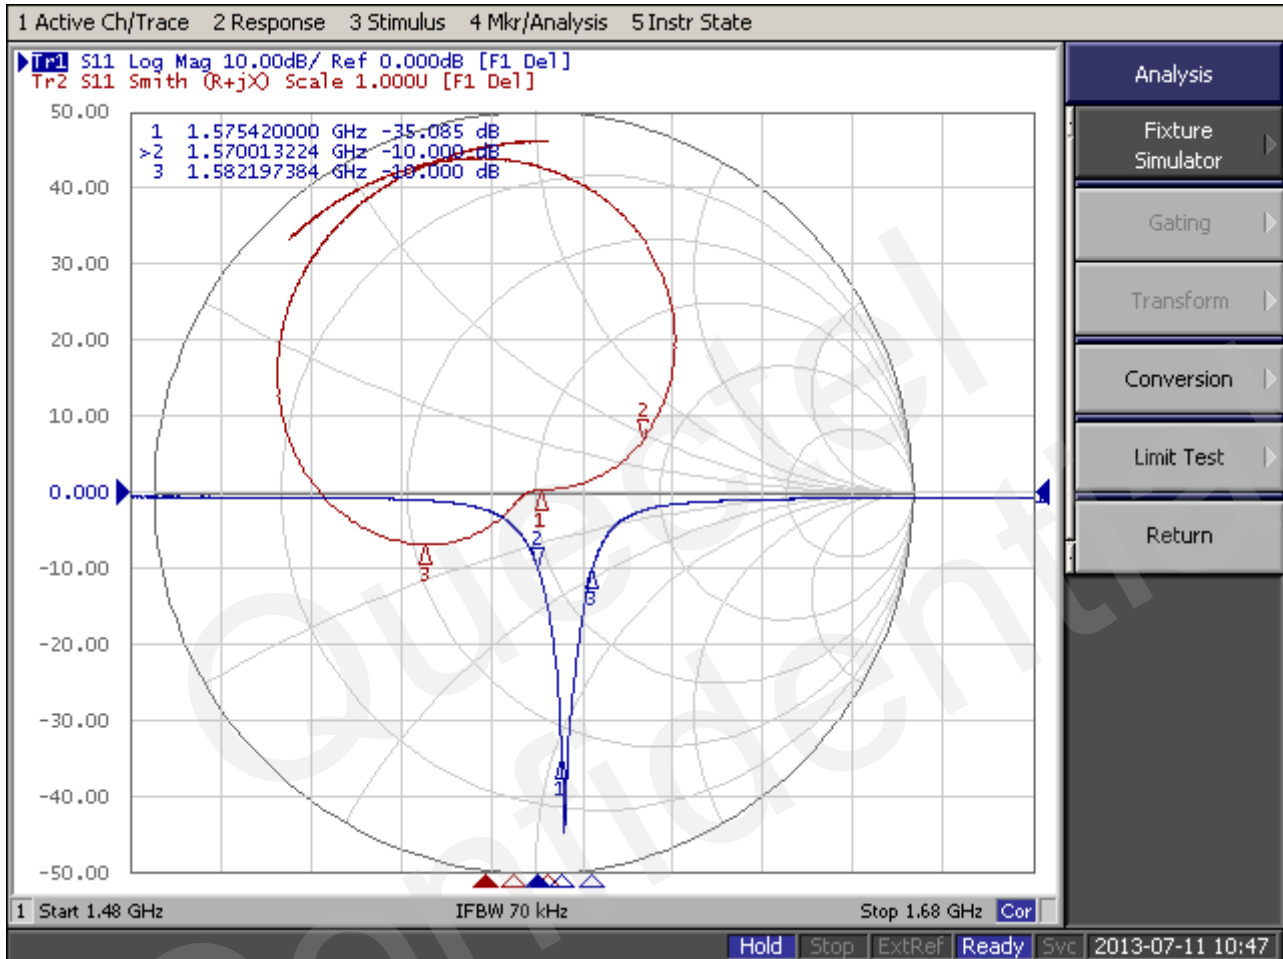 1 Active Ch/Trace 2 Response 3 Stimulus 4 Mkr/Analysis 5 Instr State
Tr1 S11 Log Mag 10.00dB/ Ref 0.000dB [F1 Del]
Tr2 S11 Smith (R+jX) Scale 1.000U [F1 Del]
50.00
40.00
30.00
20.00
10.00
0.000
-10.00
-20.00
-30.00
-40.00
-50.00
1 1.575420000 GHz -35.085 dB
>2 1.570013224 GHz -10.000 dB
3 1.582197384 GHz -10.000 dB
2
1
2
3
3
1
1 Start 1.48 GHz IFBW 70 kHz Stop 1.68 GHz Cor
Analysis
Fixture
Simulator
Gating
Transform
Conversion
Limit Test
Return
Hold Stop ExtRef Ready Svc 2013-07-11 10:47
Quectel
Confidential